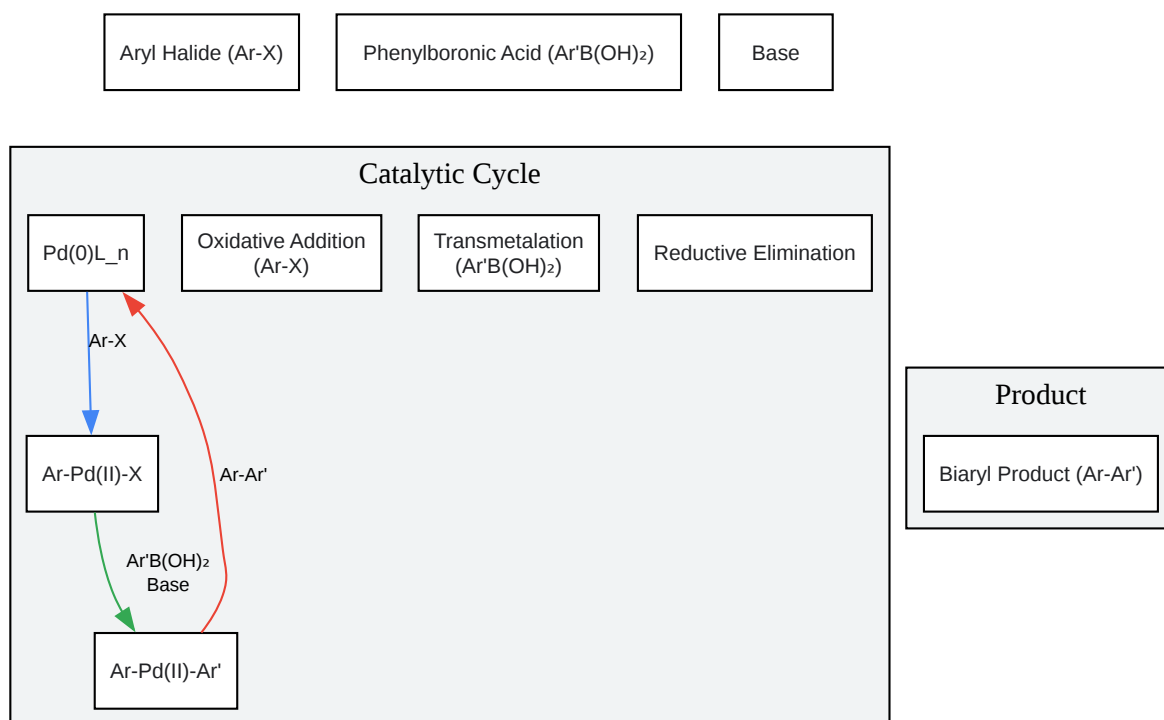 Aryl Halide (Ar-X)
Phenylboronic Acid (Ar'B(OH)₂)
Base
Catalytic Cycle
Pd(0)L_n
Oxidative Addition
(Ar-X)
Transmetalation
(Ar'B(OH)₂)
Reductive Elimination
Ar-X
Product
Ar-Pd(II)-X
Ar-Ar'
Biaryl Product (Ar-Ar')
Ar'B(OH)₂
Base
Ar-Pd(II)-Ar'